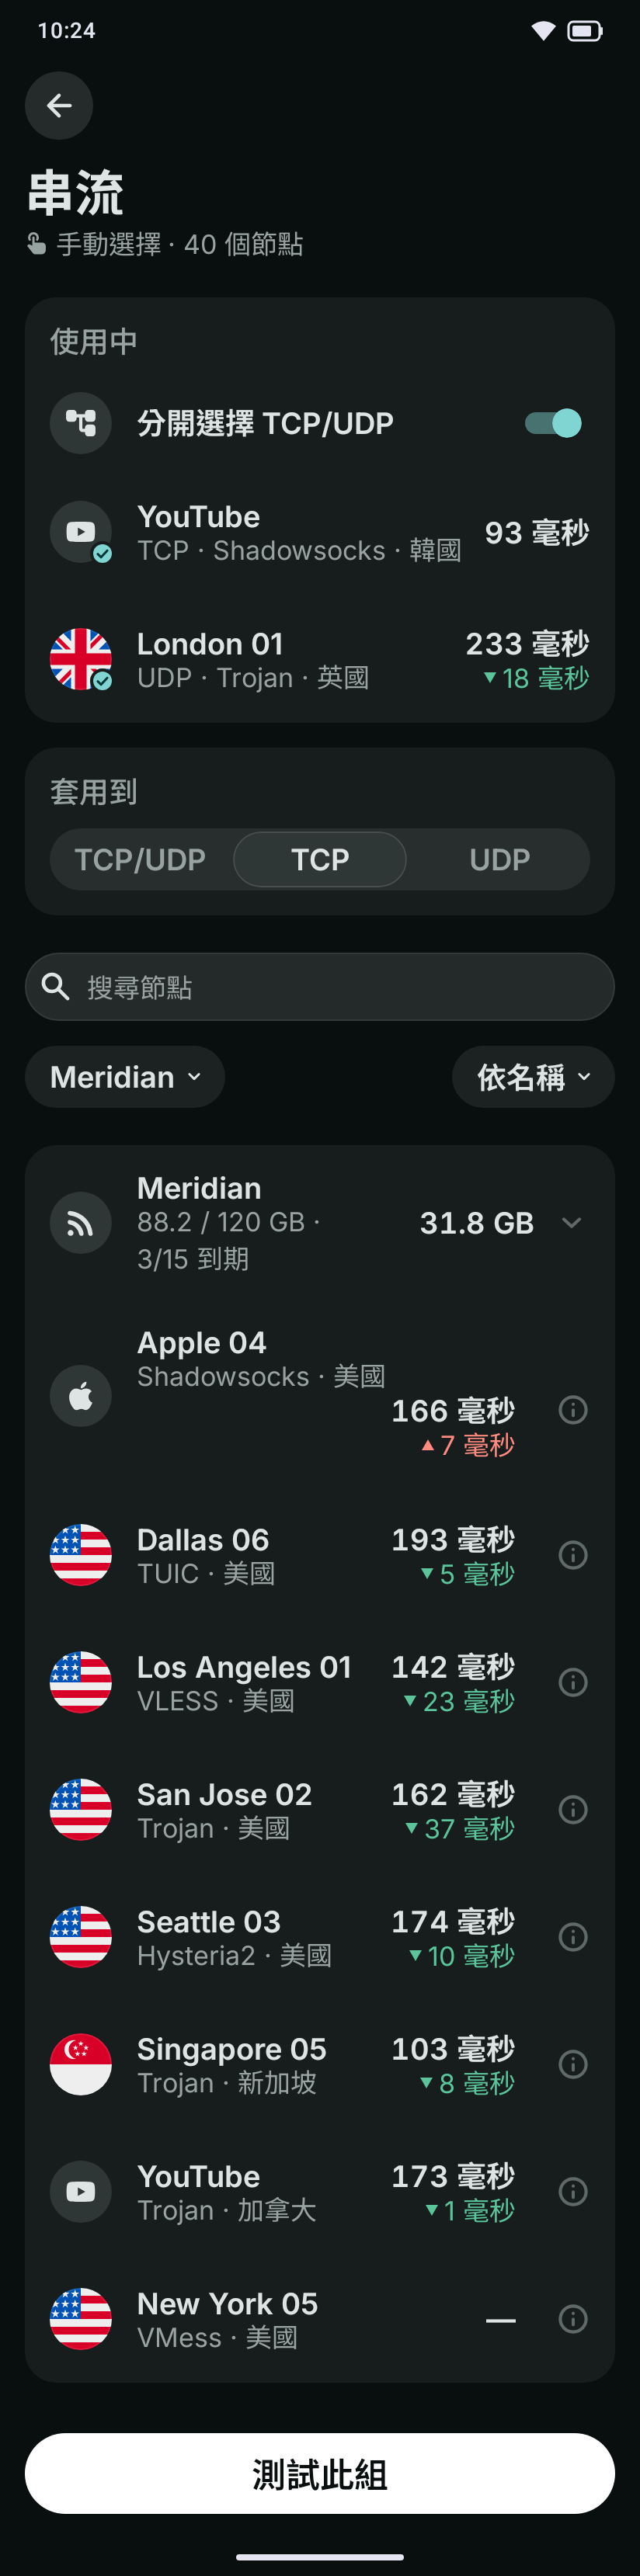 10:24
串流
手動選擇 · 40 個節點
使用中
分開選擇 TCP/UDP
YouTube
TCP · Shadowsocks · 韓國
93 毫秒
London 01
UDP · Trojan · 英國
233 毫秒
▼18 毫秒
套用到
TCP/UDP
TCP
UDP
搜尋節點
Meridian
依名稱
Meridian
88.2 / 120 GB ·
3/15 到期
31.8 GB
Apple 04
Shadowsocks · 美國
166 毫秒
▲7 毫秒
Dallas 06
TUIC · 美國
193 毫秒
▼5 毫秒
Los Angeles 01
VLESS · 美國
142 毫秒
▼23 毫秒
San Jose 02
Trojan · 美國
162 毫秒
▼37 毫秒
Seattle 03
Hysteria2 · 美國
174 毫秒
▼10 毫秒
Singapore 05
Trojan · 新加坡
103 毫秒
▼8 毫秒
YouTube
Trojan · 加拿大
173 毫秒
▼1 毫秒
New York 05
VMess · 美國
—
測試此組